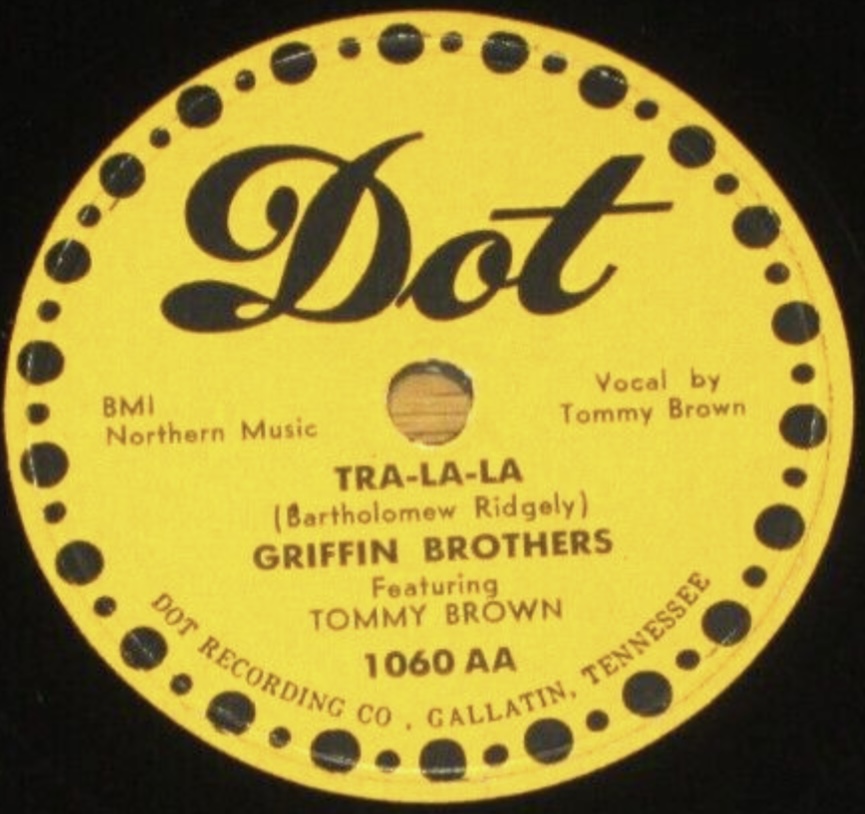 Dot
BMI
Northern Music
Vocal by
Tommy Brown
TRA-LA-LA
(Bartholomew Ridgely)
GRIFFIN BROTHERS
Featuring
TOMMY BROWN
1060 AA
DOT RECORDING CO. GALLATIN, TENNESSEE